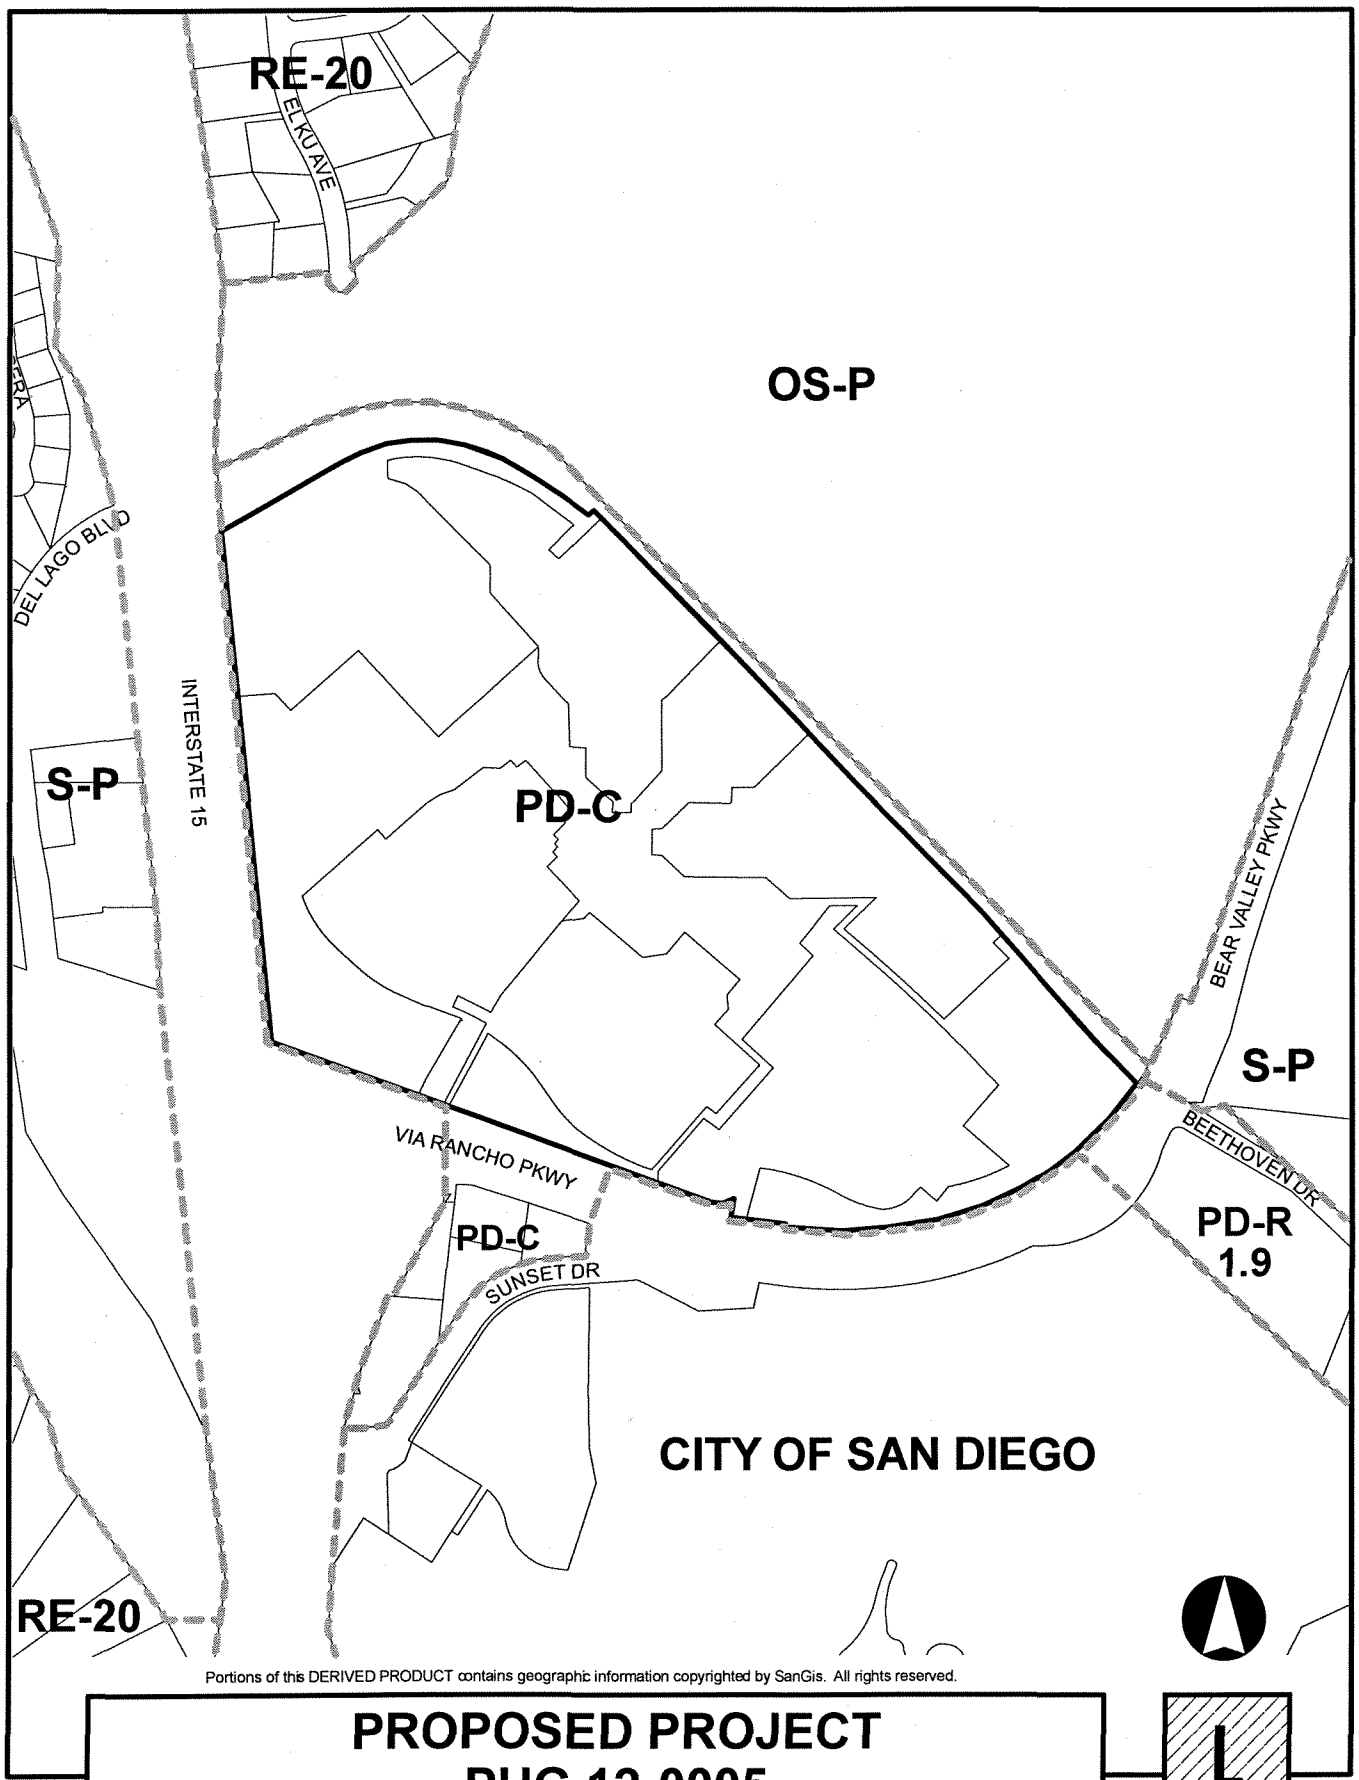 RE-20
EL KU AVE
OS-P
DEL LAGO BLVD
INTERSTATE 15
S-P
PD-C
BEAR VALLEY PKWY
S-P
BEETHOVEN DR
VIA RANCHO PKWY
PD-C
SUNSET DR
PD-R
1.9
CITY OF SAN DIEGO
RE-20
Portions of this DERIVED PRODUCT contains geographic information copyrighted by SanGis. All rights reserved.
PROPOSED PROJECT